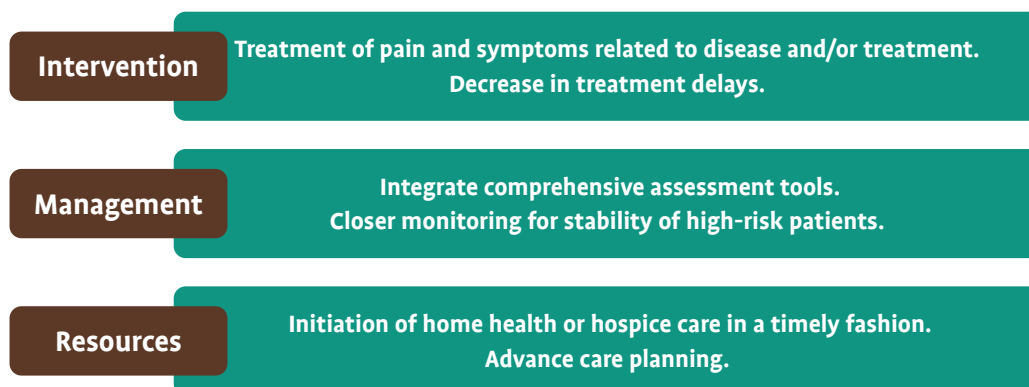 Intervention
Treatment of pain and symptoms related to disease and/or treatment.
Decrease in treatment delays.
Management
Integrate comprehensive assessment tools.
Closer monitoring for stability of high-risk patients.
Resources
Initiation of home health or hospice care in a timely fashion.
Advance care planning.